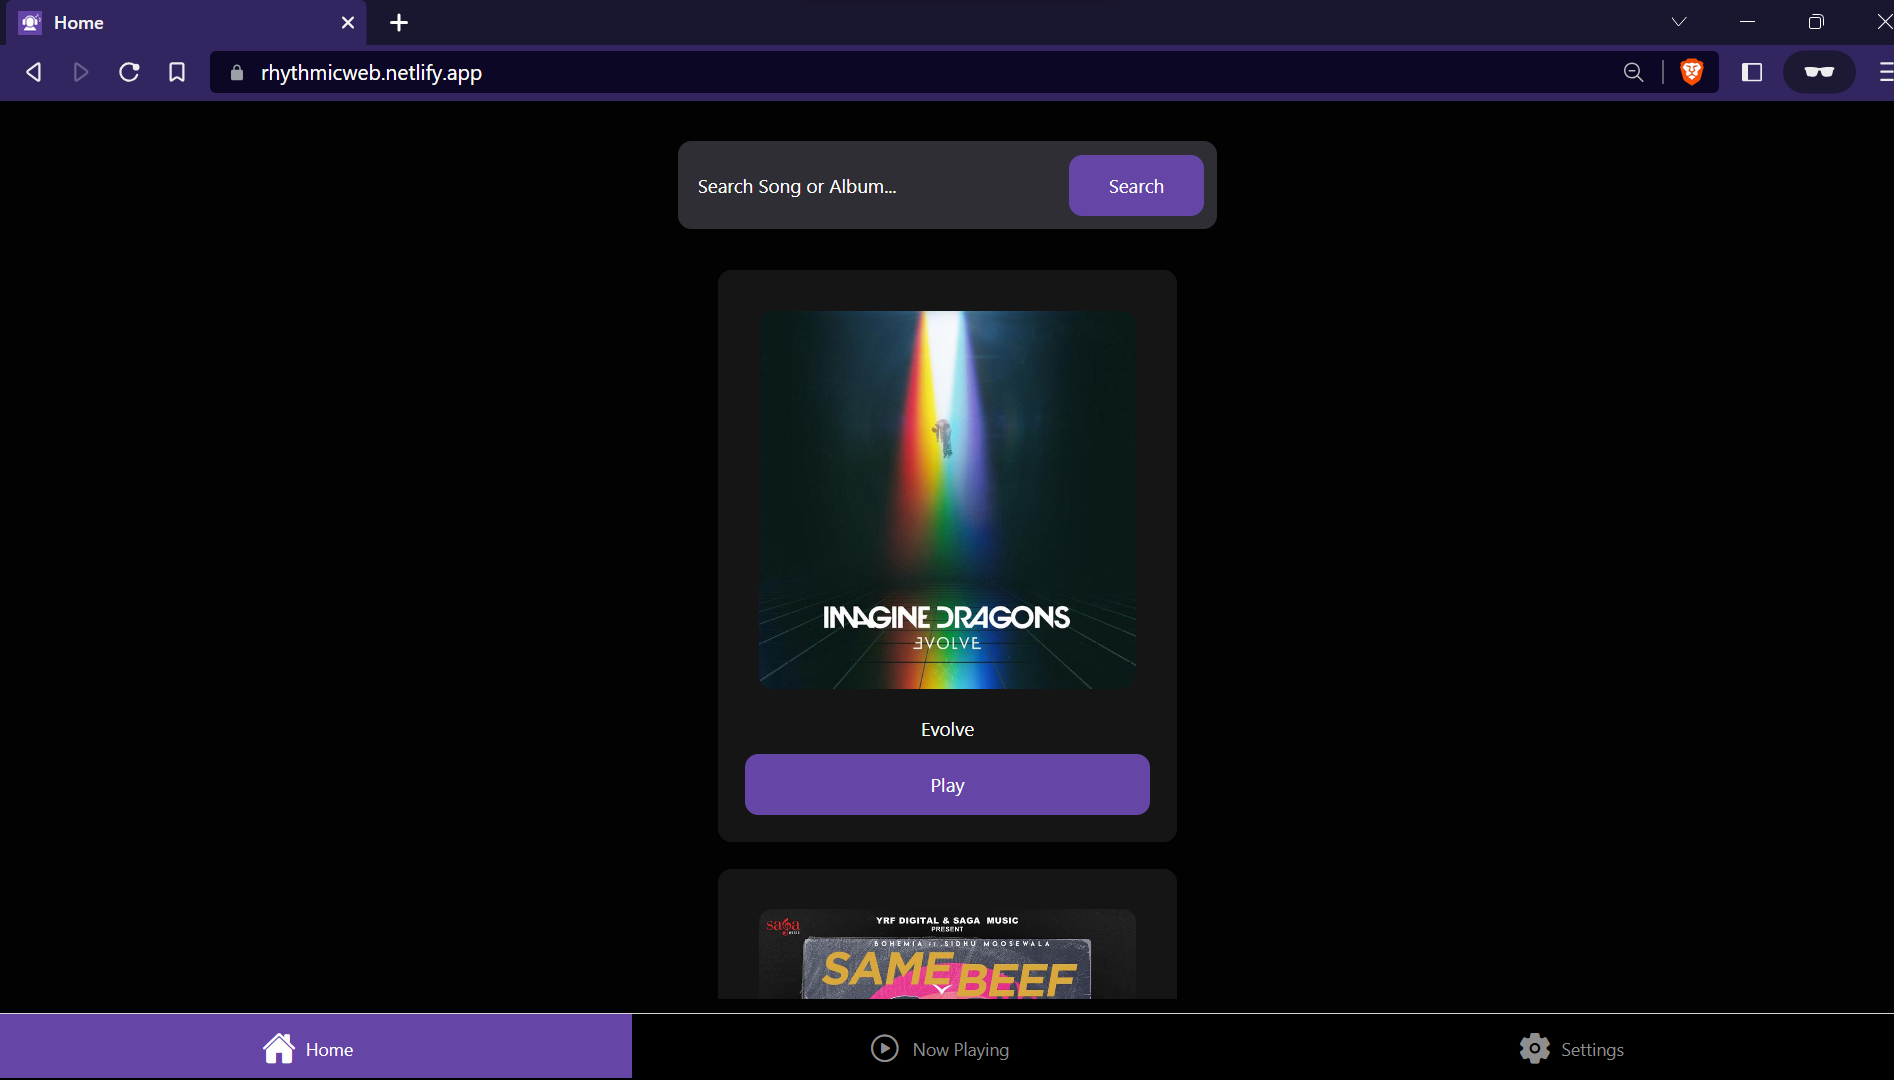 Home
rhythmicweb.netlify.app
Search Song or Album...
Search
IMAGINE DRAGONS
EVOLVE
Evolve
Play
saga
MUSIC
YRF DIGITAL & SAGA MUSIC
PRESENT
BOHEMIA FT. SIDHU MOOSEWALA
SAME BEEF
Home
Now Playing
Settings